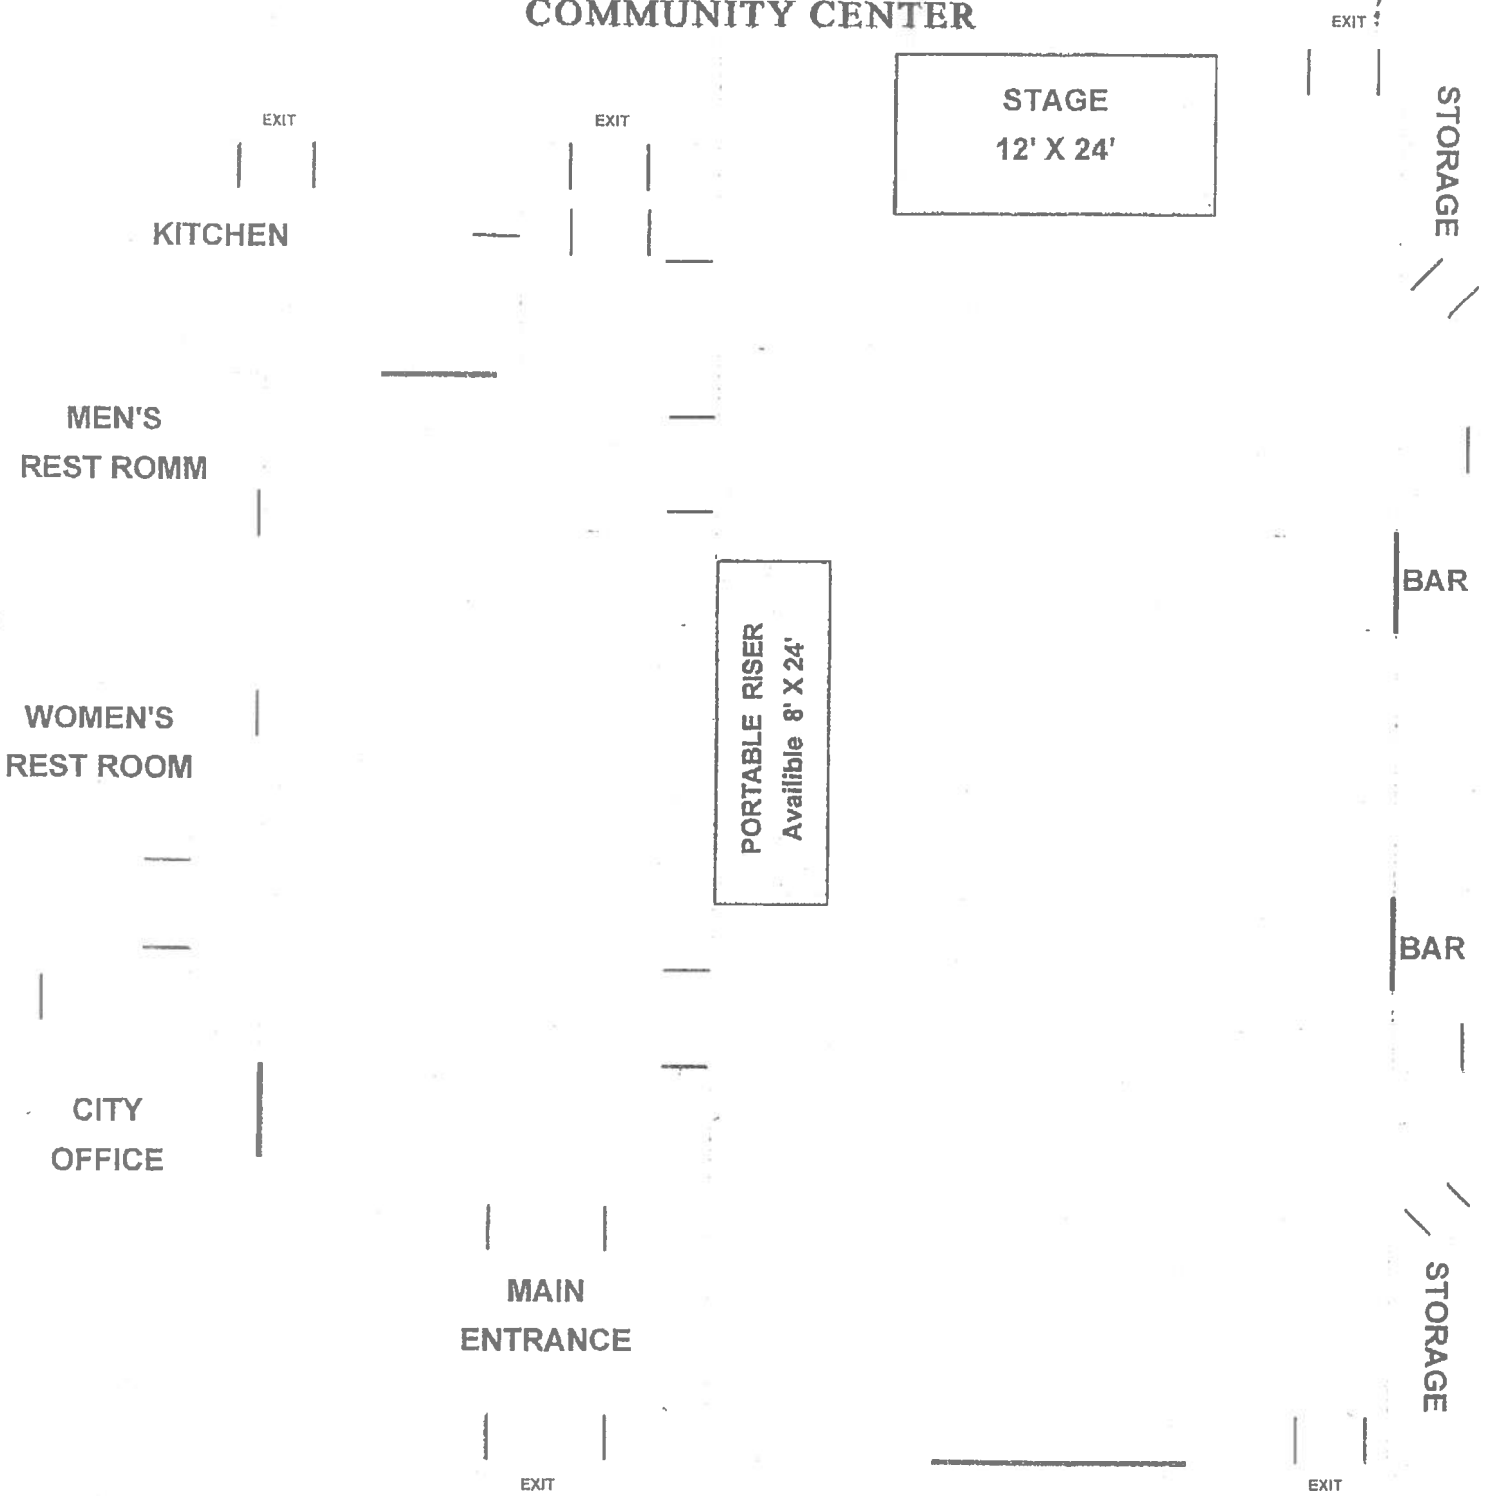 COMMUNITY CENTER
EXIT
STAGE
12' X 24'
STORAGE
EXIT
EXIT
KITCHEN
MEN'S
REST ROMM
BAR
PORTABLE RISER
Availible 8' X 24'
WOMEN'S
REST ROOM
BAR
CITY
OFFICE
MAIN
ENTRANCE
STORAGE
EXIT
EXIT